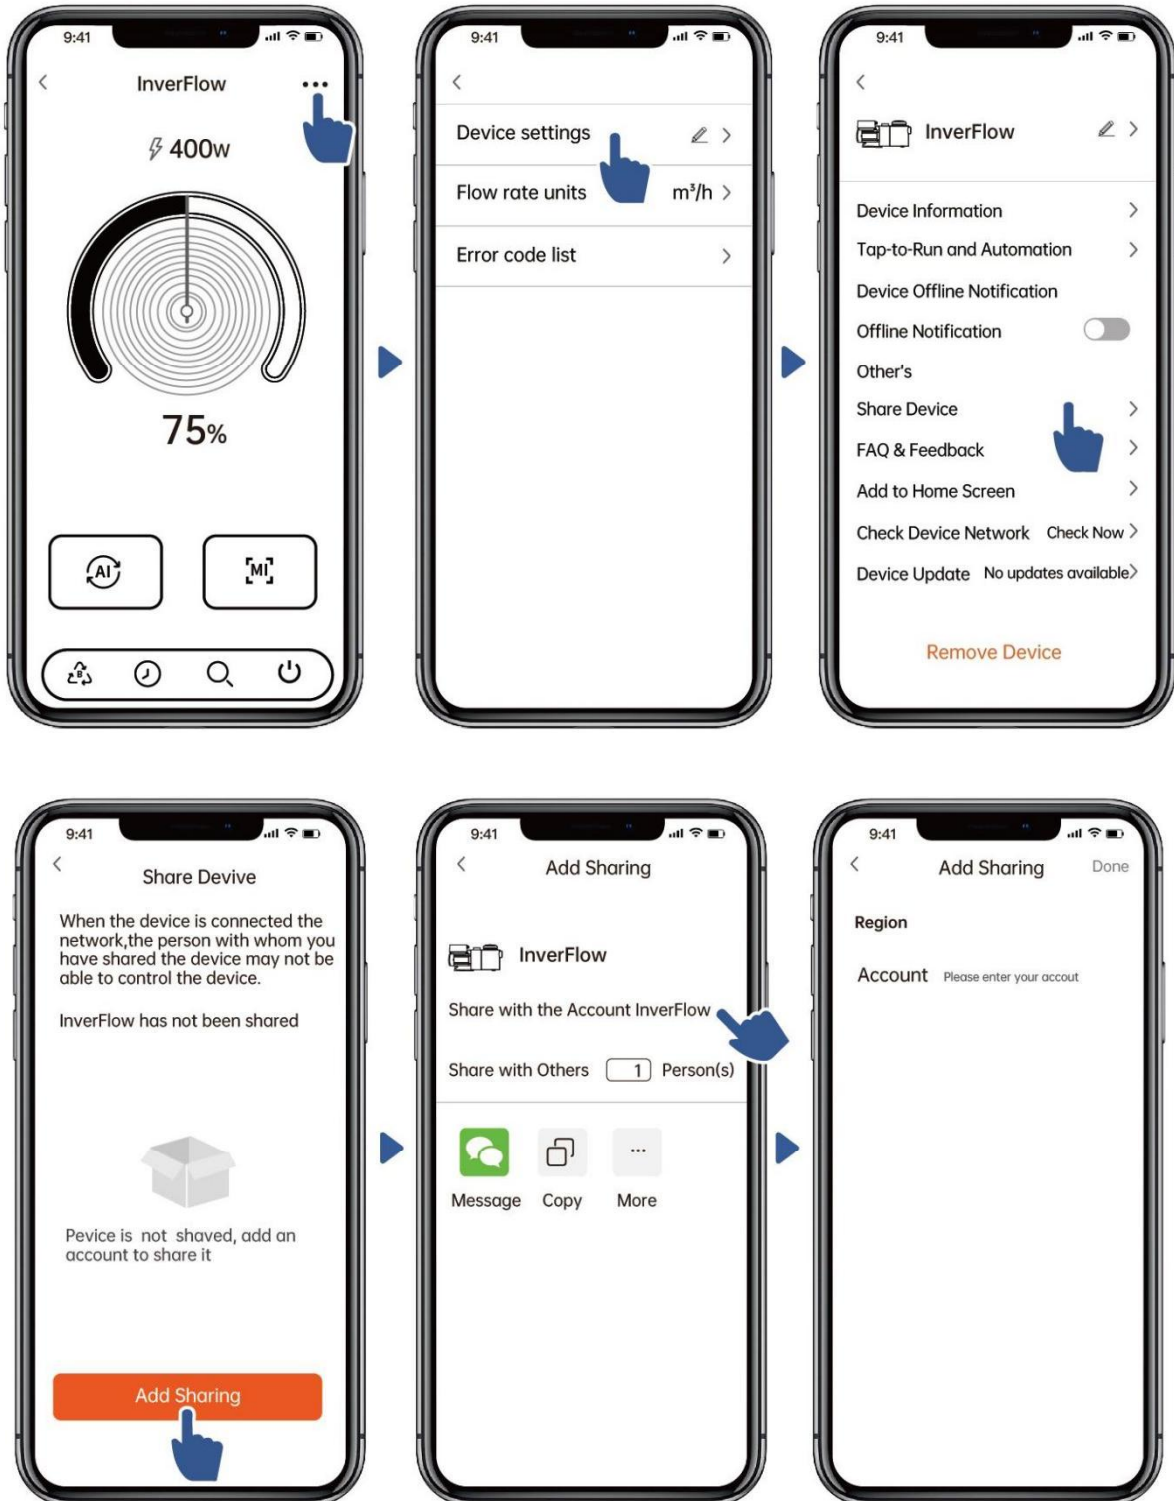 9:41
InverFlow
400W
75%
AI
MI
B
9:41
Device settings
Flow rate units m³/h
Error code list
9:41
InverFlow
Device Information
Tap-to-Run and Automation
Device Offline Notification
Offline Notification
Other's
Share Device
FAQ & Feedback
Add to Home Screen
Check Device Network Check Now
Device Update No updates available
Remove Device
9:41
Share Devive
When the device is connected the
network,the person with whom you
have shared the device may not be
able to control the device.
InverFlow has not been shared
Pevice is not shaved, add an
account to share it
Add Sharing
9:41
Add Sharing
InverFlow
Share with the Account InverFlow
Share with Others 1 Person(s)
Message Copy More
9:41
Add Sharing Done
Region
Account Please enter your accout